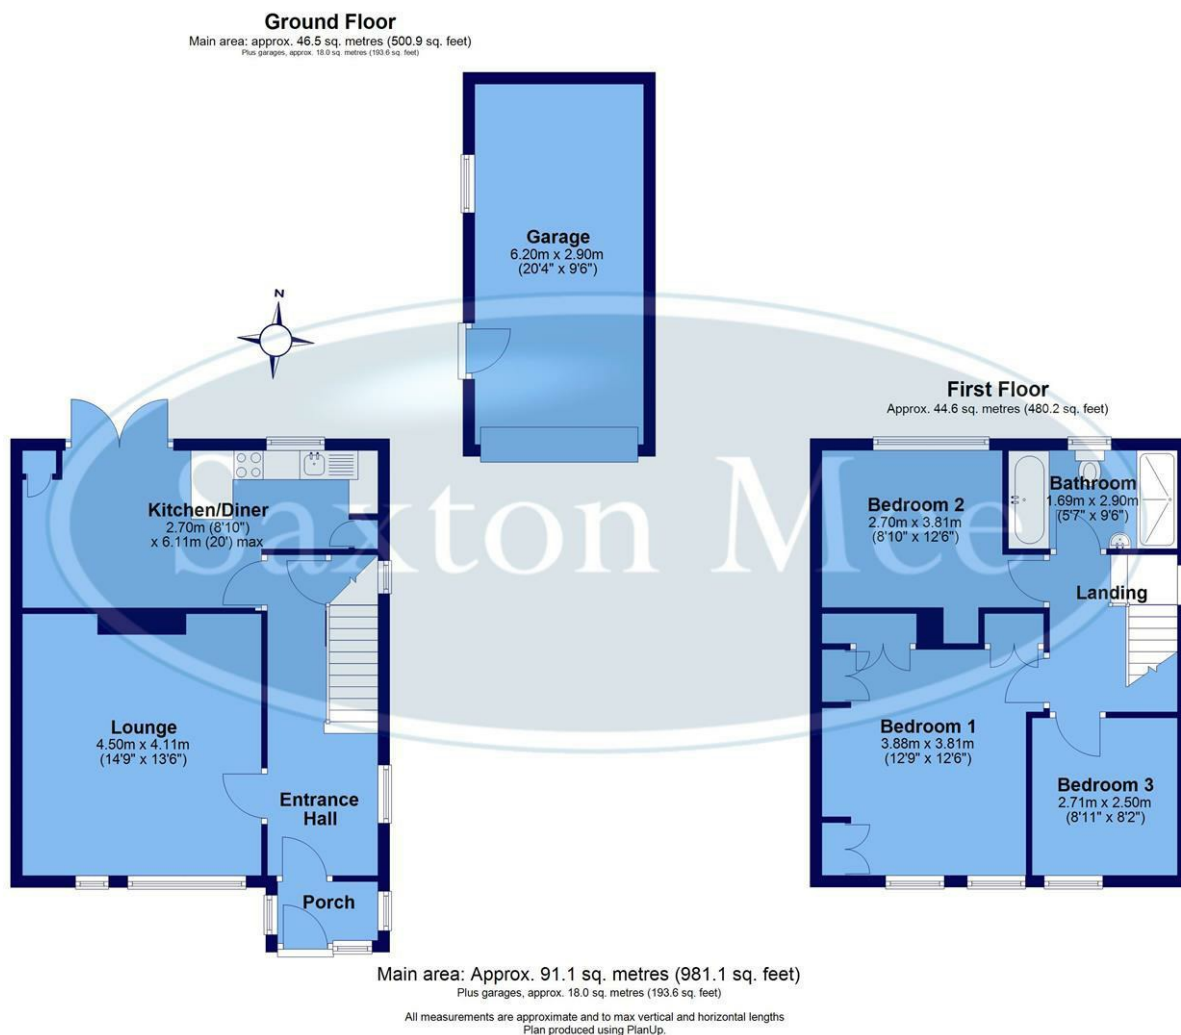 Ground Floor
Main area: approx. 46.5 sq. metres (500.9 sq. feet)
Plus garages, approx. 18.0 sq. metres (193.6 sq. feet)
Garage
6.20m x 2.90m
(20'4" x 9'6")
N
First Floor
Approx. 44.6 sq. metres (480.2 sq. feet)
Kitchen/Diner
2.70m (8'10")
x 6.11m (20') max
Bedroom 2
2.70m x 3.81m
(8'10" x 12'6")
Bathroom
1.69m x 2.90m
(5'7" x 9'6")
Saxton Mee
Landing
Lounge
4.50m x 4.11m
(14'9" x 13'6")
Bedroom 1
3.88m x 3.81m
(12'9" x 12'6")
Entrance
Hall
Bedroom 3
2.71m x 2.50m
(8'11" x 8'2")
Porch
Main area: Approx. 91.1 sq. metres (981.1 sq. feet)
Plus garages, approx. 18.0 sq. metres (193.6 sq. feet)
All measurements are approximate and to max vertical and horizontal lengths
Plan produced using PlanUp.